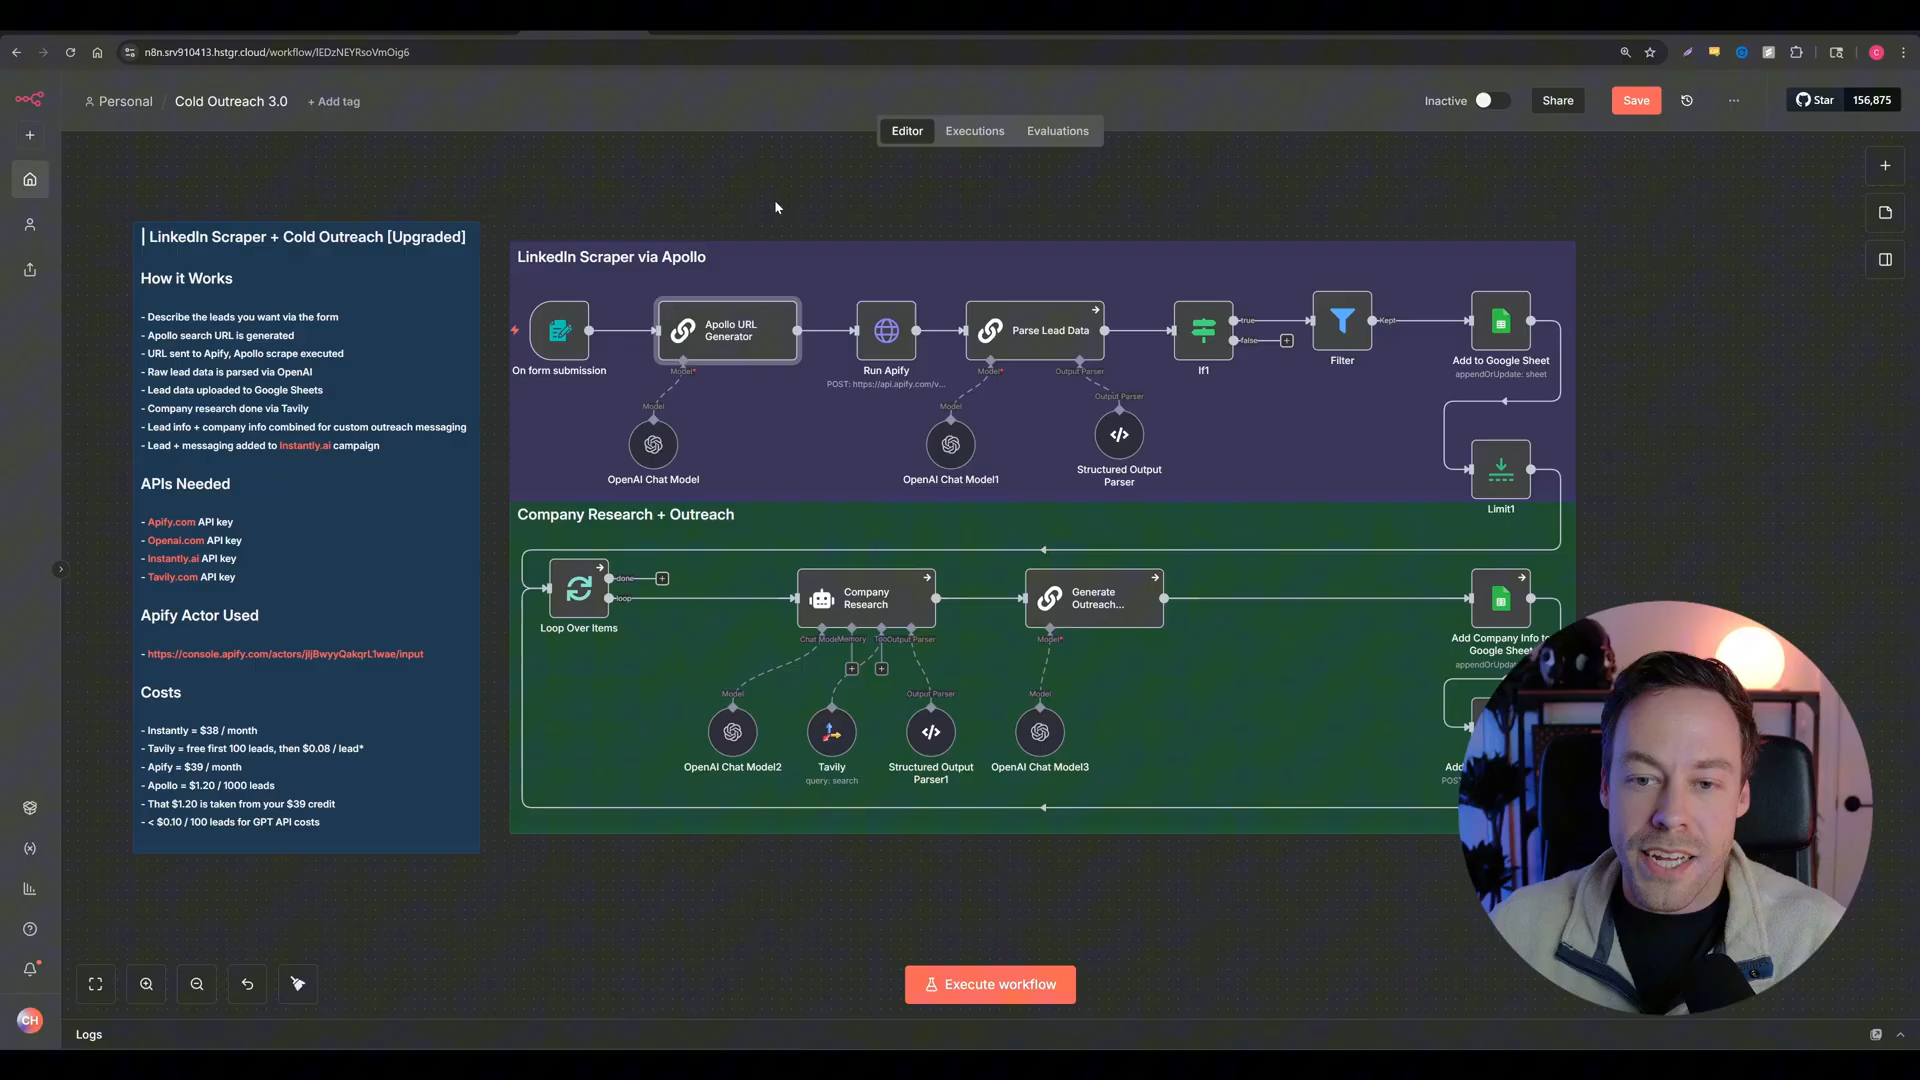 n8n.srv910413.hstgr.cloud/workflow/lEDzNEYRsoVmOig6
Personal / Cold Outreach 3.0 + Add tag
Inactive
Share
Save
Star 156,875
Editor Executions Evaluations
| LinkedIn Scraper + Cold Outreach [Upgraded]
How it Works
- Describe the leads you want via the form
- Apollo search URL is generated
- URL sent to Apify, Apollo scrape executed
- Raw lead data is parsed via OpenAI
- Lead data uploaded to Google Sheets
- Company research done via Tavily
- Lead info + company info combined for custom outreach messaging
- Lead + messaging added to Instantly.ai campaign
APIs Needed
- Apify.com API key
- Openai.com API key
- Instantly.ai API key
- Tavily.com API key
Apify Actor Used
- https://console.apify.com/actors/jljBwyyQakqrL1wae/input
Costs
- Instantly = $38 / month
- Tavily = free first 100 leads, then $0.08 / lead*
- Apify = $39 / month
- Apollo = $1.20 / 1000 leads
- That $1.20 is taken from your $39 credit
- < $0.10 / 100 leads for GPT API costs
LinkedIn Scraper via Apollo
On form submission
Apollo URL
Generator
Model*
Model
OpenAI Chat Model
Run Apify
POST: https://api.apify.com/v...
Parse Lead Data
Model*
Output Parser
Model
OpenAI Chat Model1
Output Parser
Structured Output
Parser
true
false
If1
Filter
Kept
Add to Google Sheet
appendOrUpdate: sheet
Limit1
Company Research + Outreach
done
loop
Loop Over Items
Company
Research
Chat Mode
Memory
Too
Output Parser
Model
OpenAI Chat Model2
Tavily
query: search
Output Parser
Structured Output
Parser1
Generate
Outreach...
Model*
Model
OpenAI Chat Model3
Add Company Info to
Google Sheet
appendOrUpdate
Add
POS
Execute workflow
CH
Logs